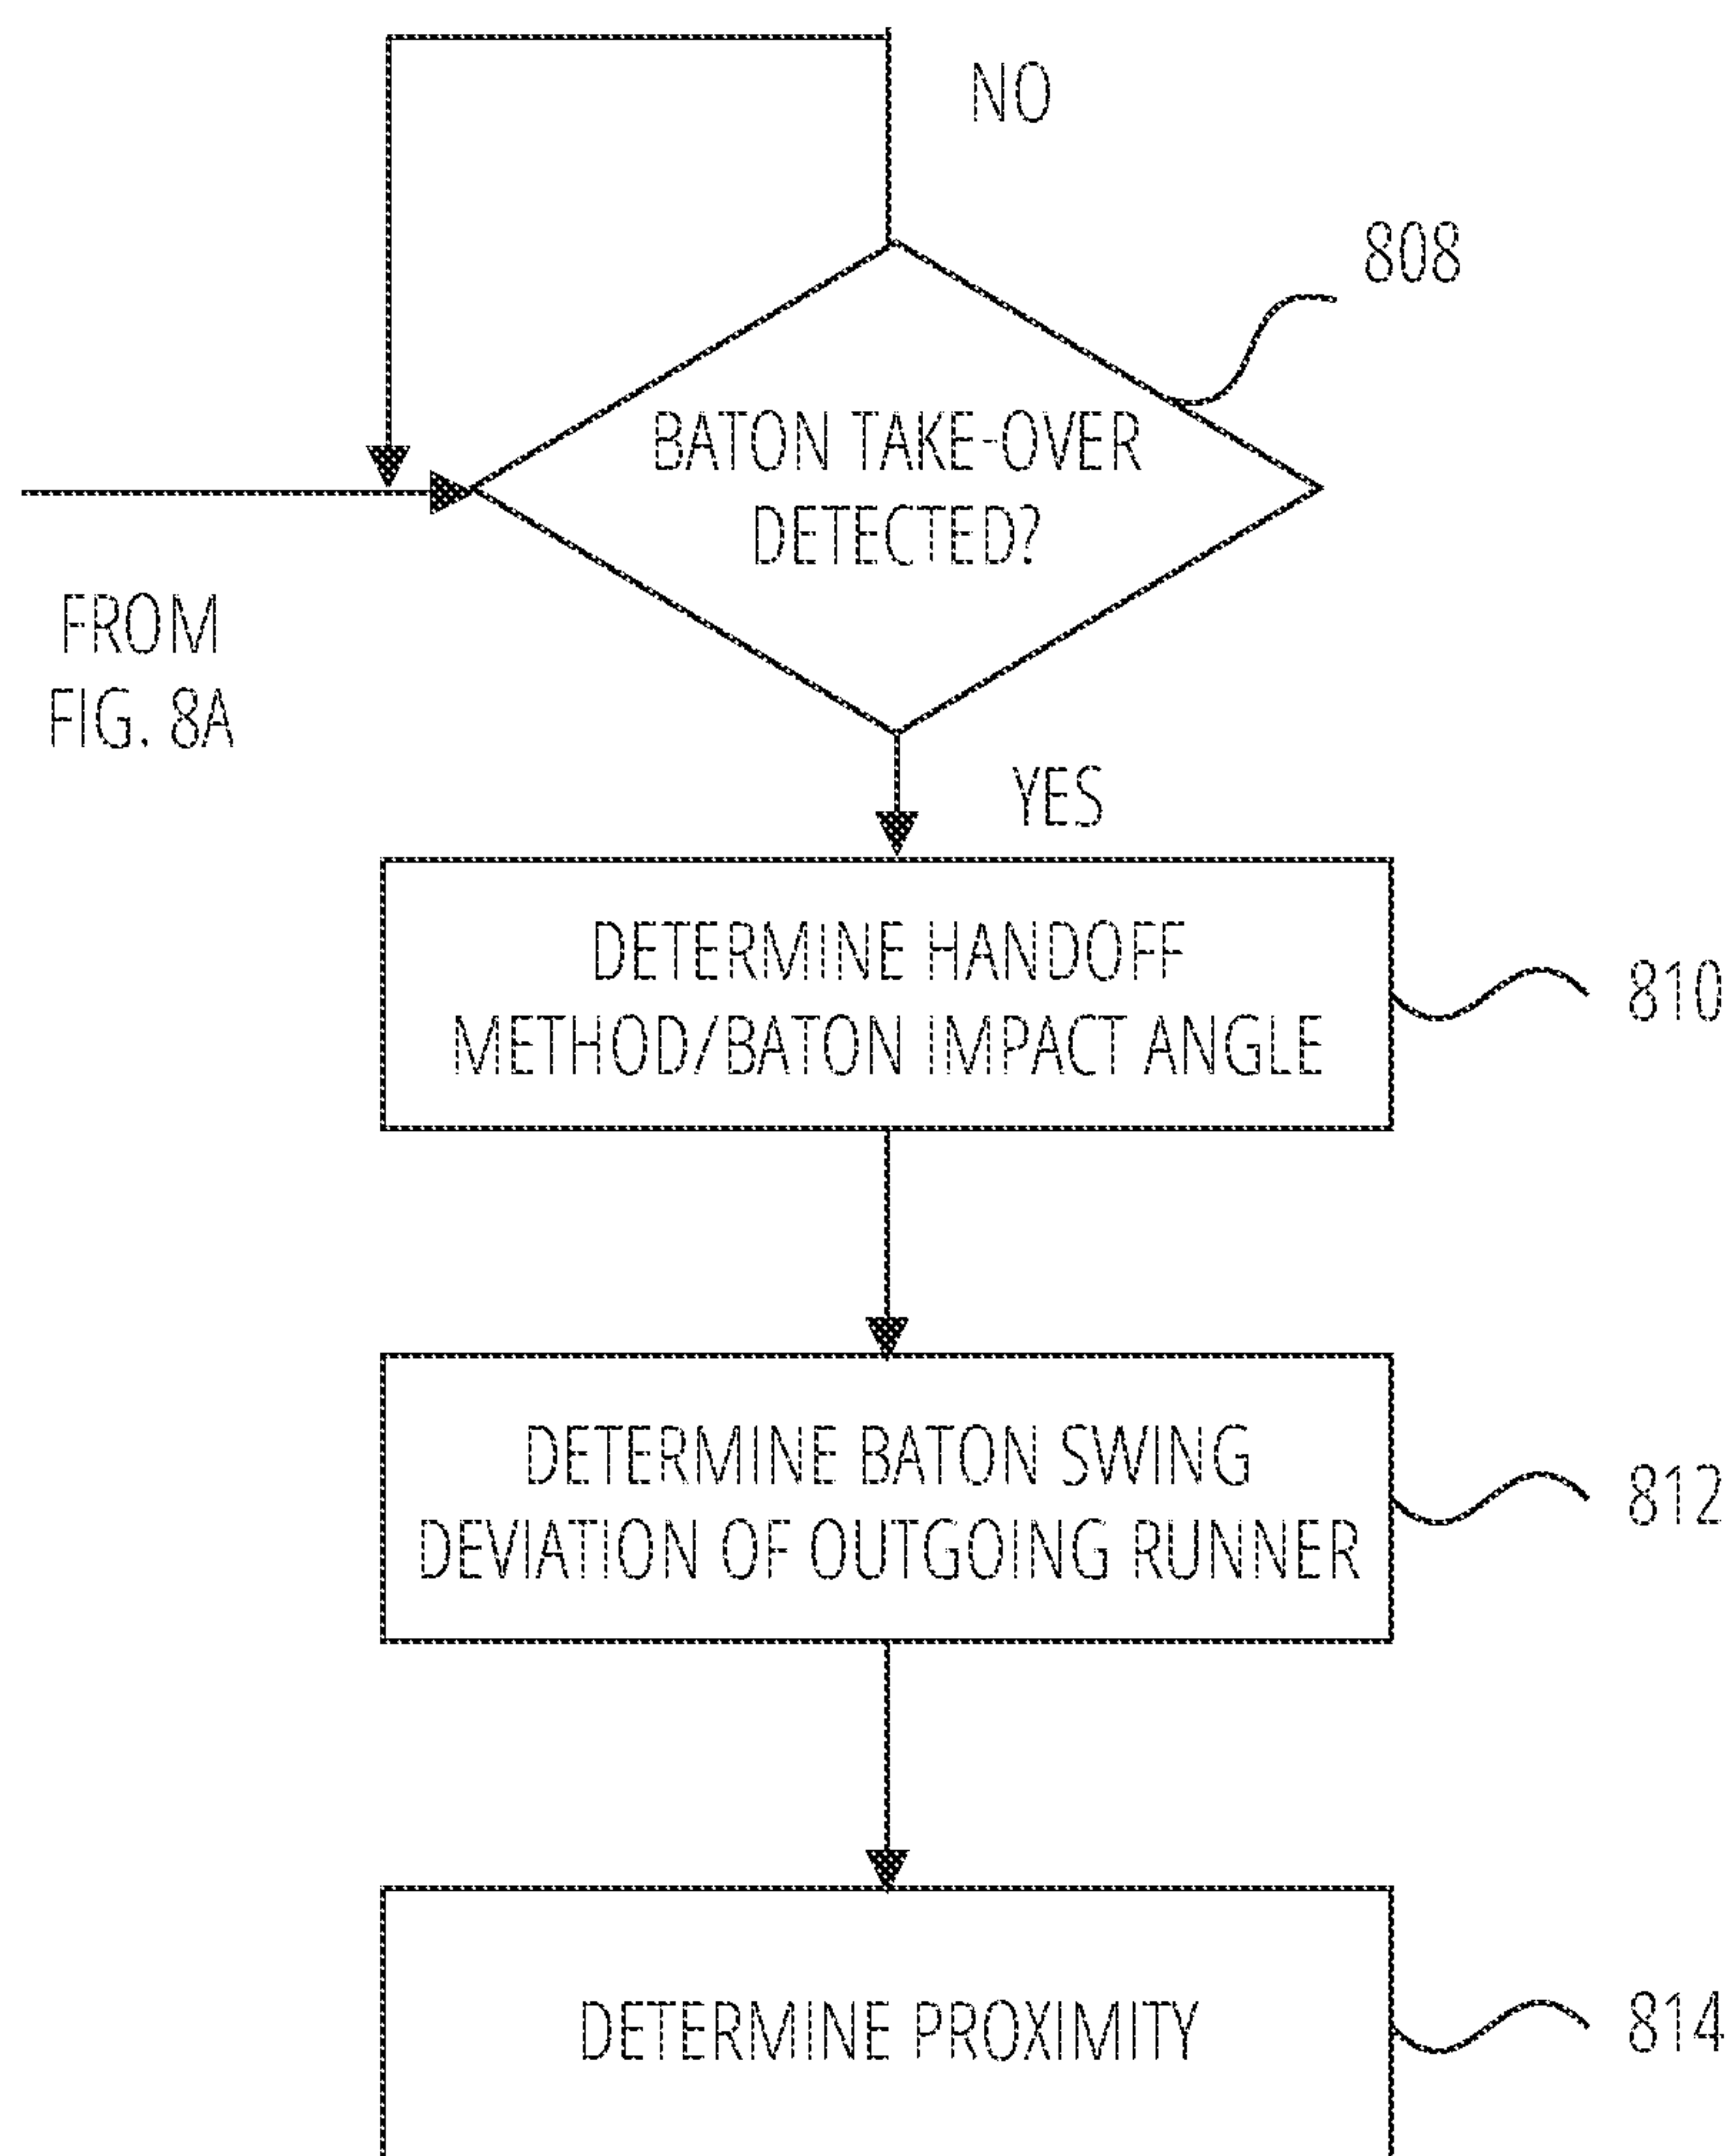 NO
808
BATON TAKE-OVER
DETECTED?
FROM
FIG. 8A
YES
DETERMINE HANDOFF
METHOD/BATON IMPACT ANGLE
810
DETERMINE BATON SWING
DEVIATION OF OUTGOING RUNNER
812
DETERMINE PROXIMITY
814